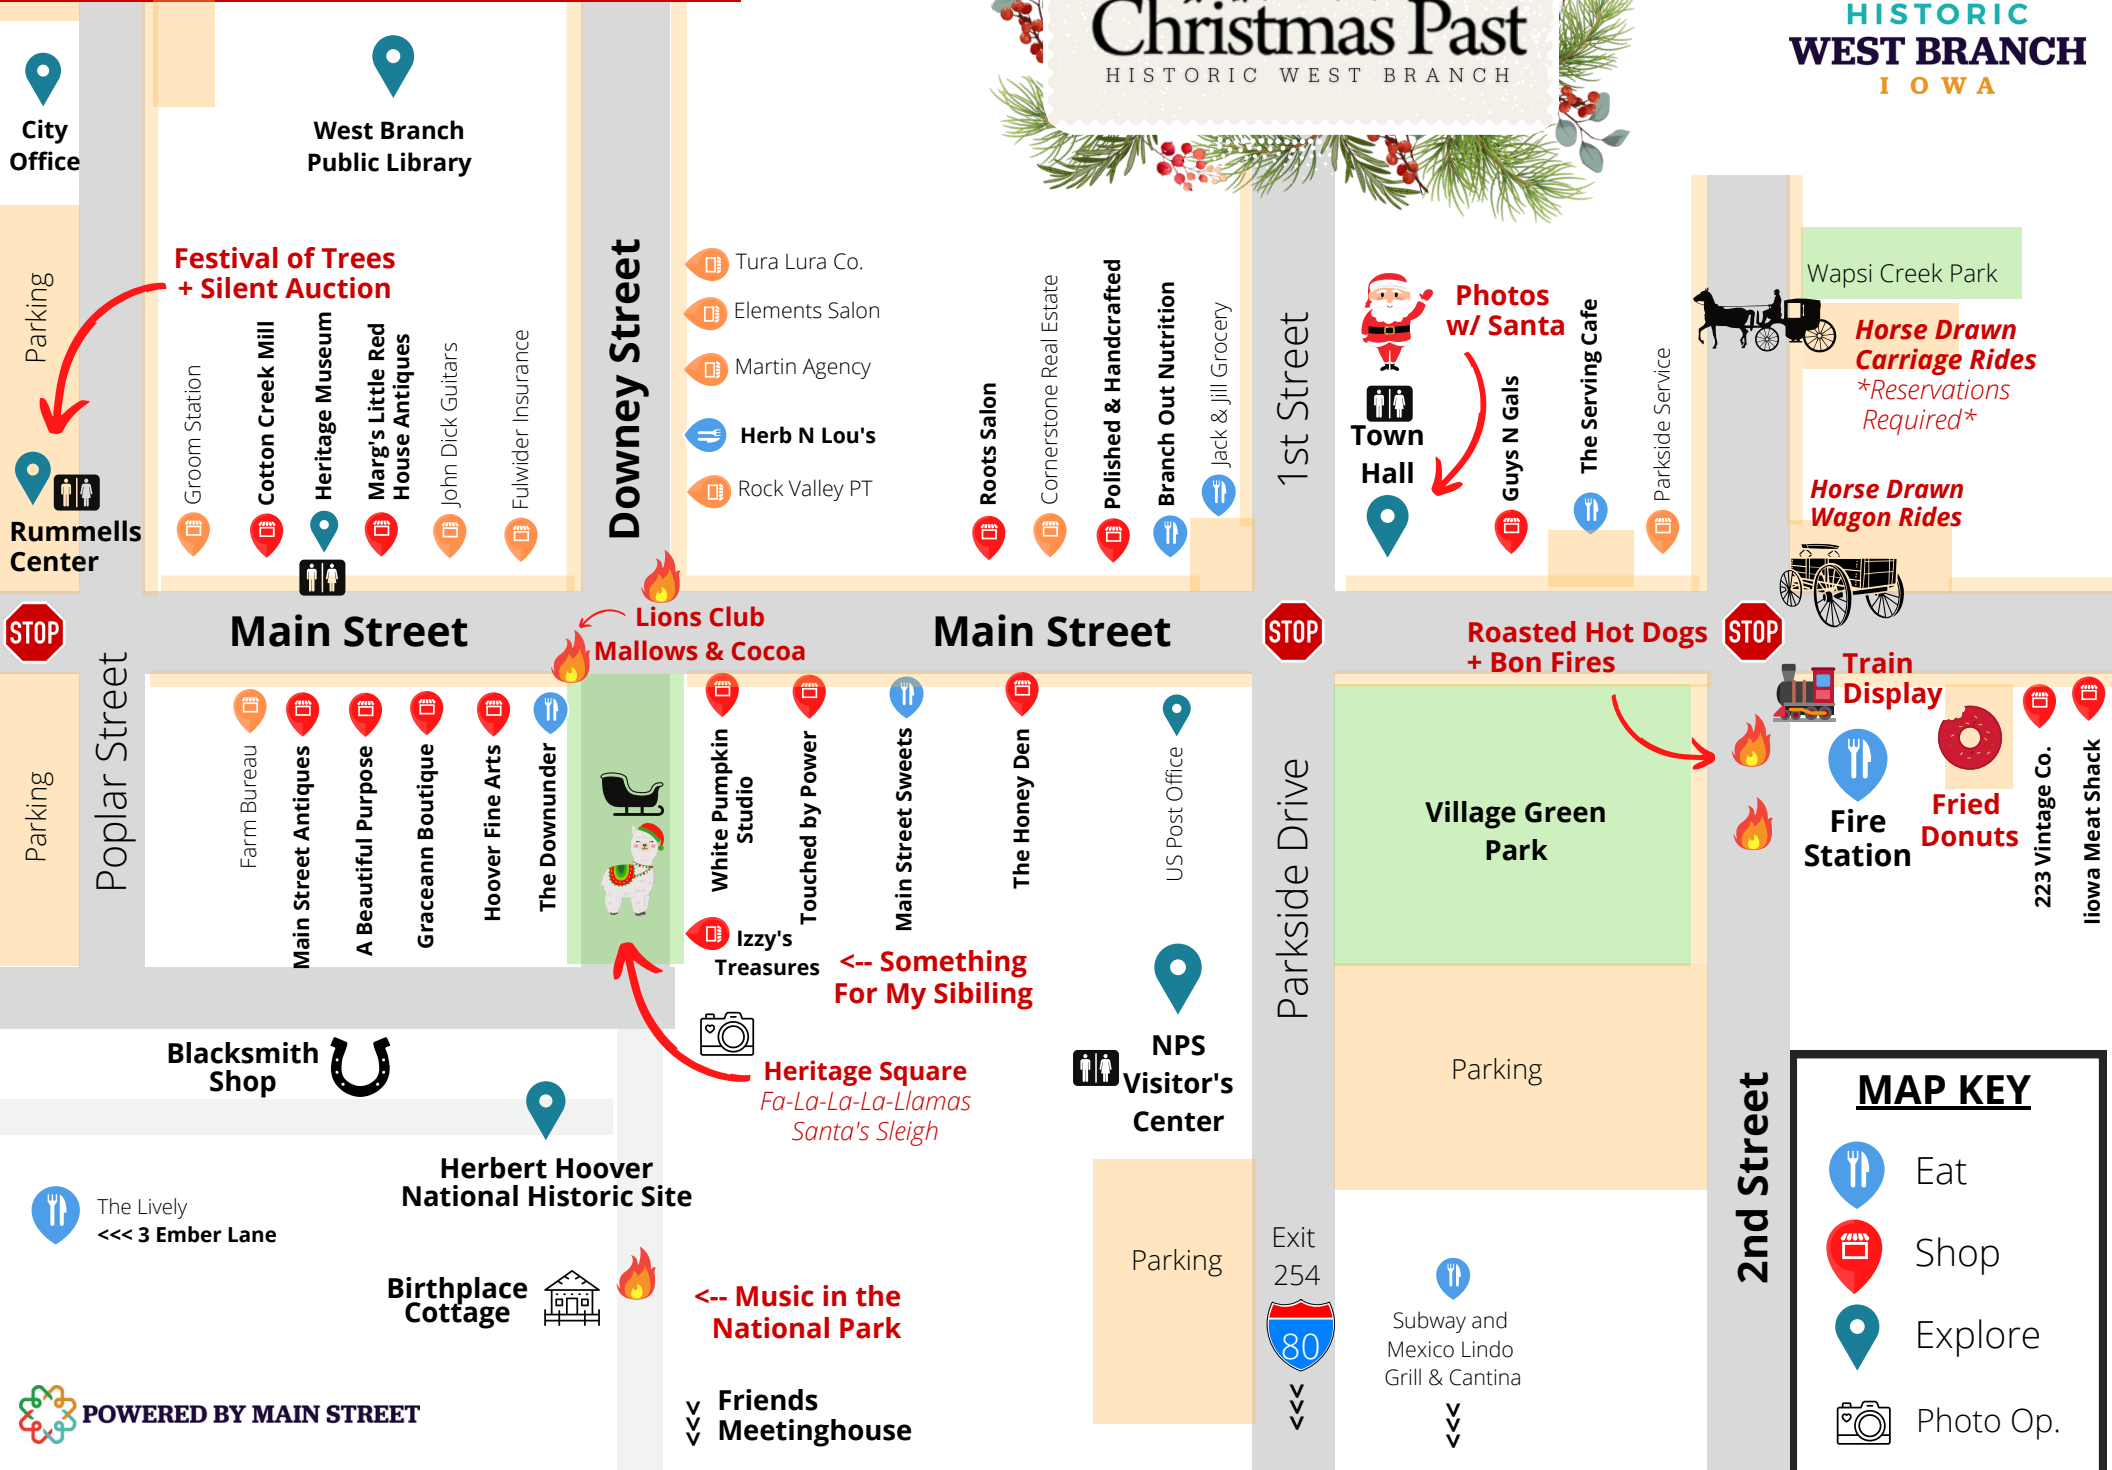 Christmas Past
HISTORIC WEST BRANCH
HISTORIC
WEST BRANCH
IOWA
City
Office
West Branch
Public Library
Parking
Festival of Trees
+ Silent Auction
Rummells
Center
Groom Station
Cotton Creek Mill
Heritage Museum
Marg's Little Red
House Antiques
John Dick Guitars
Fulwider Insurance
Downey Street
Tura Lura Co.
Elements Salon
Martin Agency
Herb N Lou's
Rock Valley PT
Roots Salon
Cornerstone Real Estate
Polished & Handcrafted
Branch Out Nutrition
Jack & Jill Grocery
1st Street
Photos
w/ Santa
Town
Hall
Guys N Gals
The Serving Cafe
Parkside Service
Wapsi Creek Park
Horse Drawn
Carriage Rides
*Reservations
Required*
Horse Drawn
Wagon Rides
STOP
Main Street
Lions Club
Mallows & Cocoa
Main Street
STOP
Roasted Hot Dogs
+ Bon Fires
STOP
Train
Display
Parking
Poplar Street
Farm Bureau
Main Street Antiques
A Beautiful Purpose
Graceann Boutique
Hoover Fine Arts
The Downunder
White Pumpkin
Studio
Touched by Power
Main Street Sweets
The Honey Den
US Post Office
Parkside Drive
Village Green
Park
Fire
Station
Fried
Donuts
223 Vintage Co.
Iiowa Meat Shack
Izzy's
Treasures
<-- Something
For My Sibiling
Blacksmith
Shop
Heritage Square
Fa-La-La-La-Llamas
Santa's Sleigh
NPS
Visitor's
Center
Parking
2nd Street
MAP KEY
Eat
Shop
Explore
Photo Op.
Herbert Hoover
National Historic Site
The Lively
<<< 3 Ember Lane
Birthplace
Cottage
<-- Music in the
National Park
Parking
Exit
254
80
>>>
Subway and
Mexico Lindo
Grill & Cantina
>>>
POWERED BY MAIN STREET
>>>
Friends
Meetinghouse